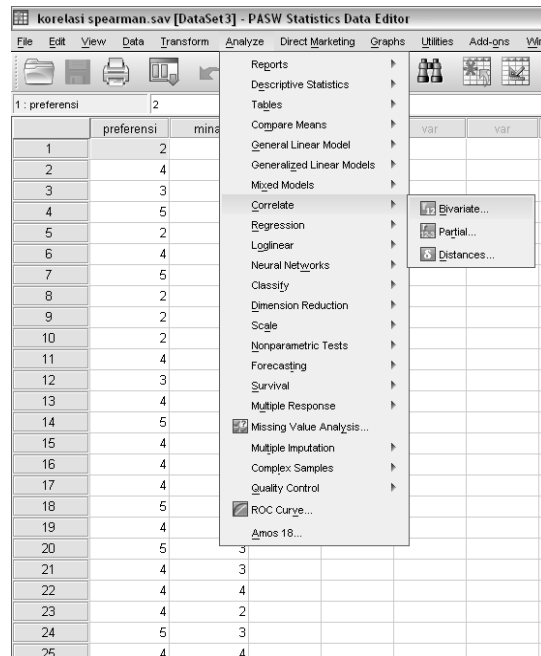 korelasi spearman.sav [DataSet3] - PASW Statistics Data Editor
File Edit View Data Transform Analyze Direct Marketing Graphs Utilities Add-ons
1 : preferensi 2
preferensi var var
Reports
Descriptive Statistics
Tables
Compare Means
General Linear Model
Generalized Linear Models
Mixed Models
Correlate
Regression
Loglinear
Neural Networks
Classify
Dimension Reduction
Scale
Nonparametric Tests
Forecasting
Survival
Multiple Response
Missing Value Analysis...
Multiple Imputation
Complex Samples
Quality Control
ROC Curve...
Amos 18...
Bivariate...
Partial...
Distances...
1 2
2 4
3 3
4 5
5 2
6 4
7 5
8 2
9 2
10 2
11 4
12 3
13 4
14 5
15 4
16 4
17 4
18 5
19 4
20 5 3
21 4 3
22 4 4
23 4 2
24 5 3
25 4 4